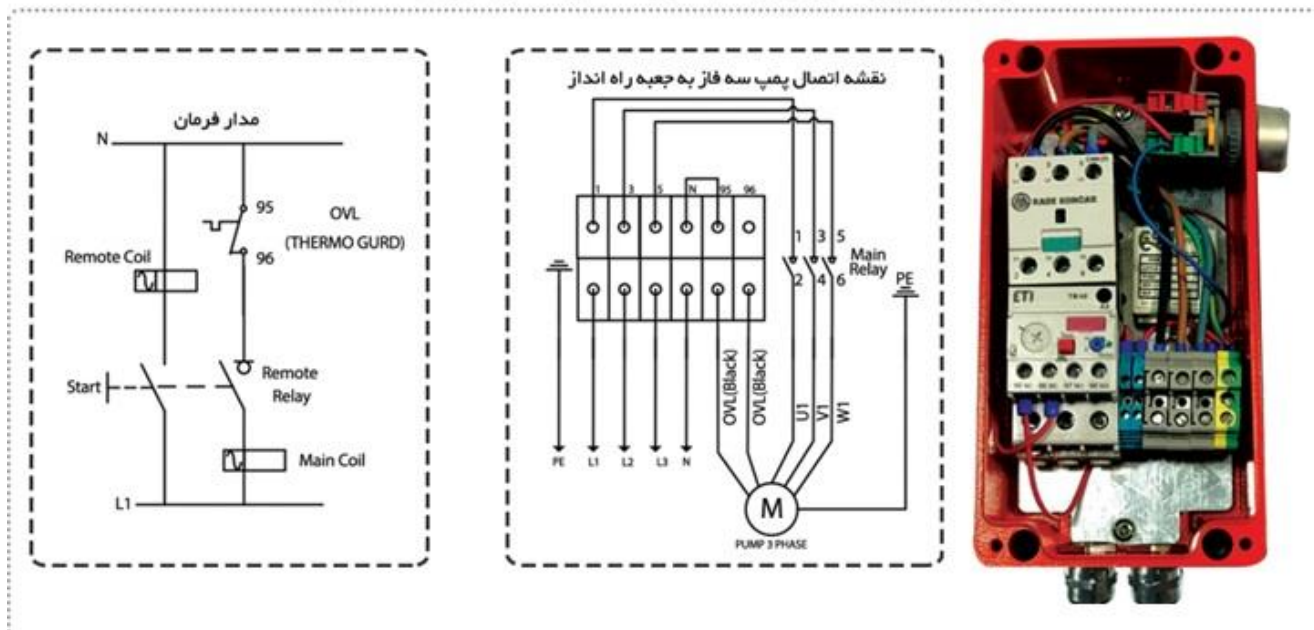 مدار فرمان
N
95
OVL
(THERMO GURD)
96
Remote Coil
Start
Remote
Relay
Main Coil
L1
نقشه اتصال پمپ سه فاز به جعبه راه انداز
1 3 5 N 95 96
1 3 5
Main
Relay
2 4 6
PE
OVL(Black)
OVL(Black)
U1
V1
W1
PE L1 L2 L3 N
M
PUMP 3 PHASE
RADE KONČAR
ETI